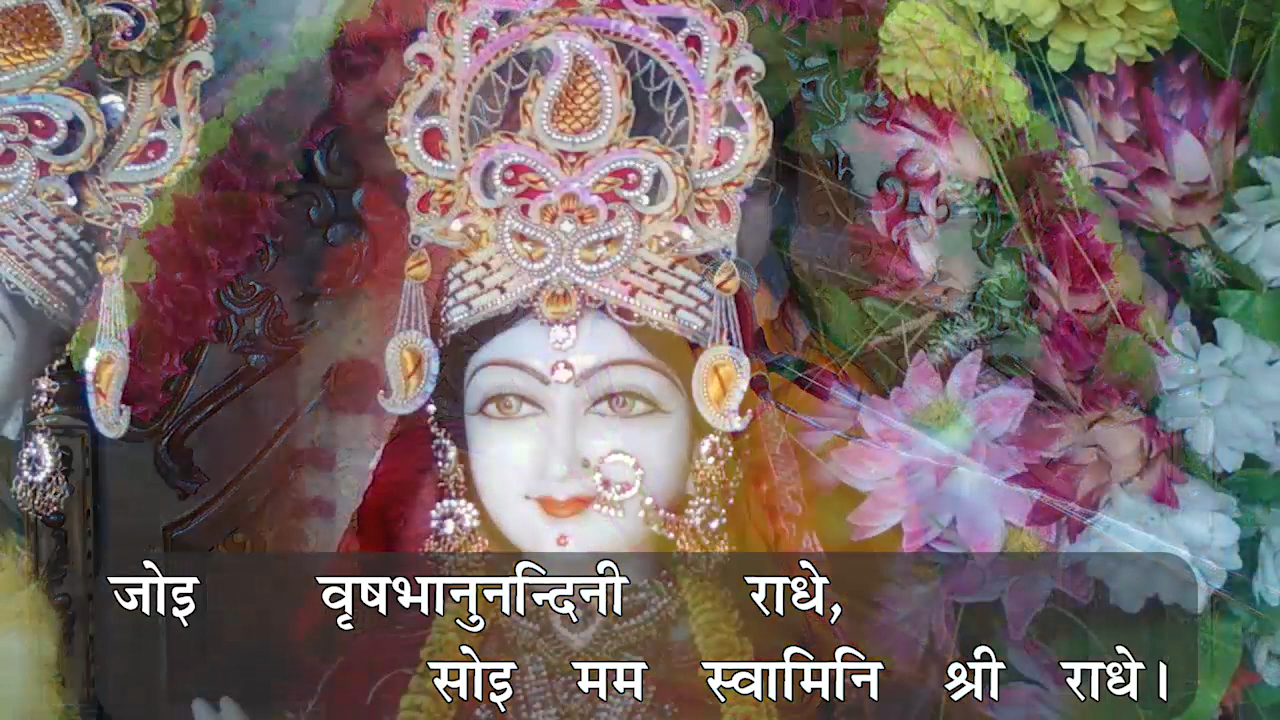 जोइ वृषभानुनन्दिनी राधे,
सोइ मम स्वामिनि श्री राधे।